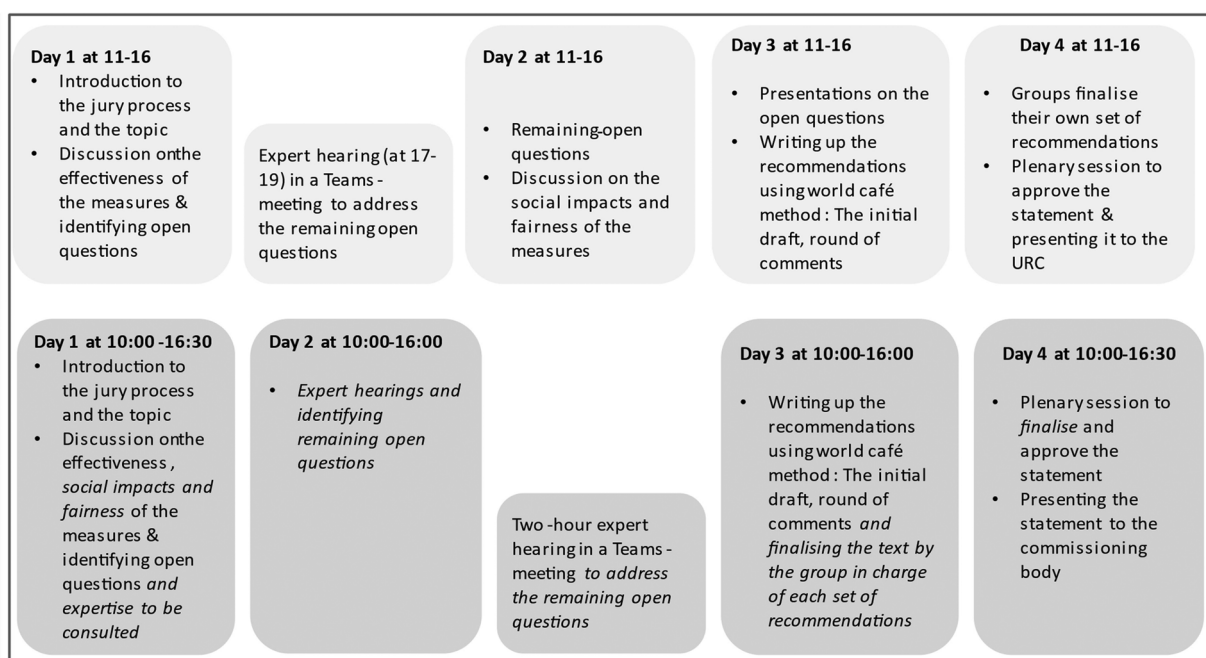 Day 1 at 11-16
• Introduction to
the jury process
and the topic
• Discussion onthe
effectiveness of
the measures &
identifying open
questions
Expert hearing (at 17-
19) in a Teams -
meeting to address
the remaining open
questions
Day 2 at 11-16
• Remaining open
questions
• Discussion on the
social impacts and
fairness of the
measures
Day 3 at 11-16
• Presentations on the
open questions
• Writing up the
recommendations
using world café
method : The initial
draft, round of
comments
Day 4 at 11-16
• Groups finalise
their own set of
recommendations
• Plenary session to
approve the
statement &
presenting it to the
URC
Day 1 at 10:00 -16:30
• Introduction to
the jury process
and the topic
• Discussion onthe
effectiveness ,
social impacts and
fairness of the
measures &
identifying open
questions and
expertise to be
consulted
Day 2 at 10:00-16:00
• Expert hearings and
identifying
remaining open
questions
Two -hour expert
hearing in a Teams -
meeting to address
the remaining open
questions
Day 3 at 10:00-16:00
• Writing up the
recommendations
using world café
method : The initial
draft, round of
comments and
finalising the text by
the group in charge
of each set of
recommendations
Day 4 at 10:00-16:30
• Plenary session to
finalise and
approve the
statement
• Presenting the
statement to the
commissioning
body